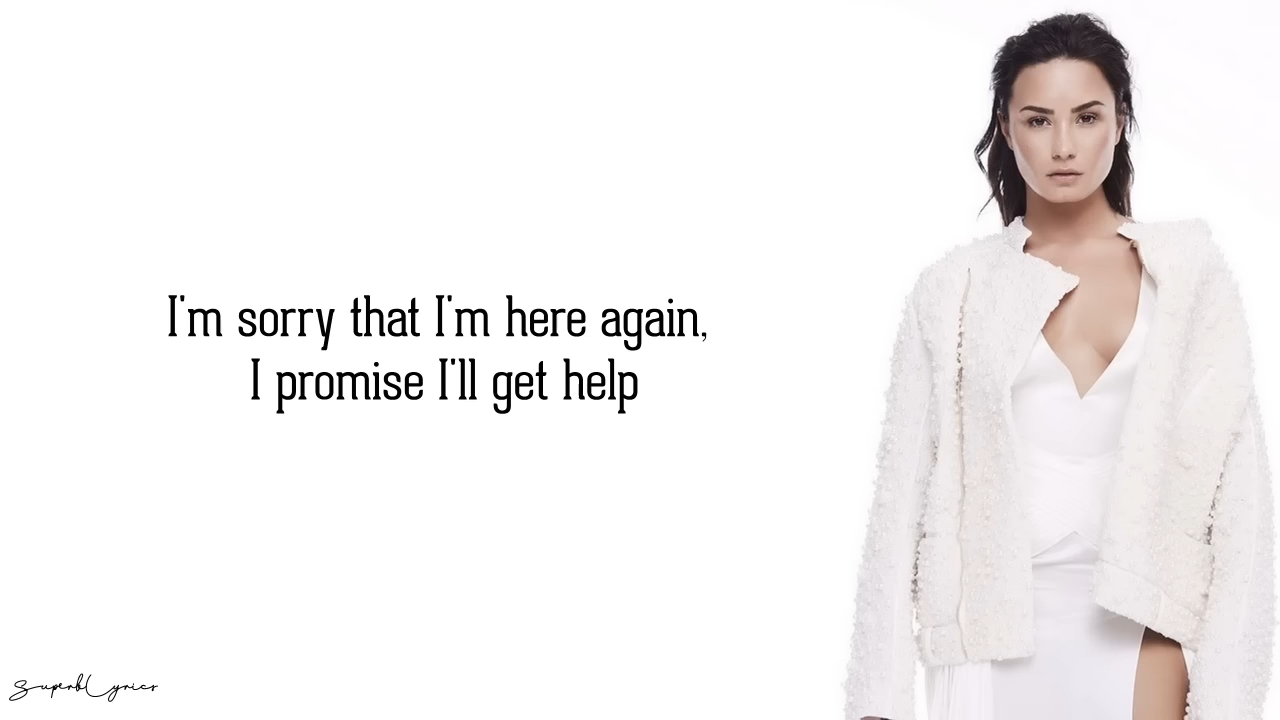 I'm sorry that I'm here again,
I promise I'll get help
SuperbLyrics